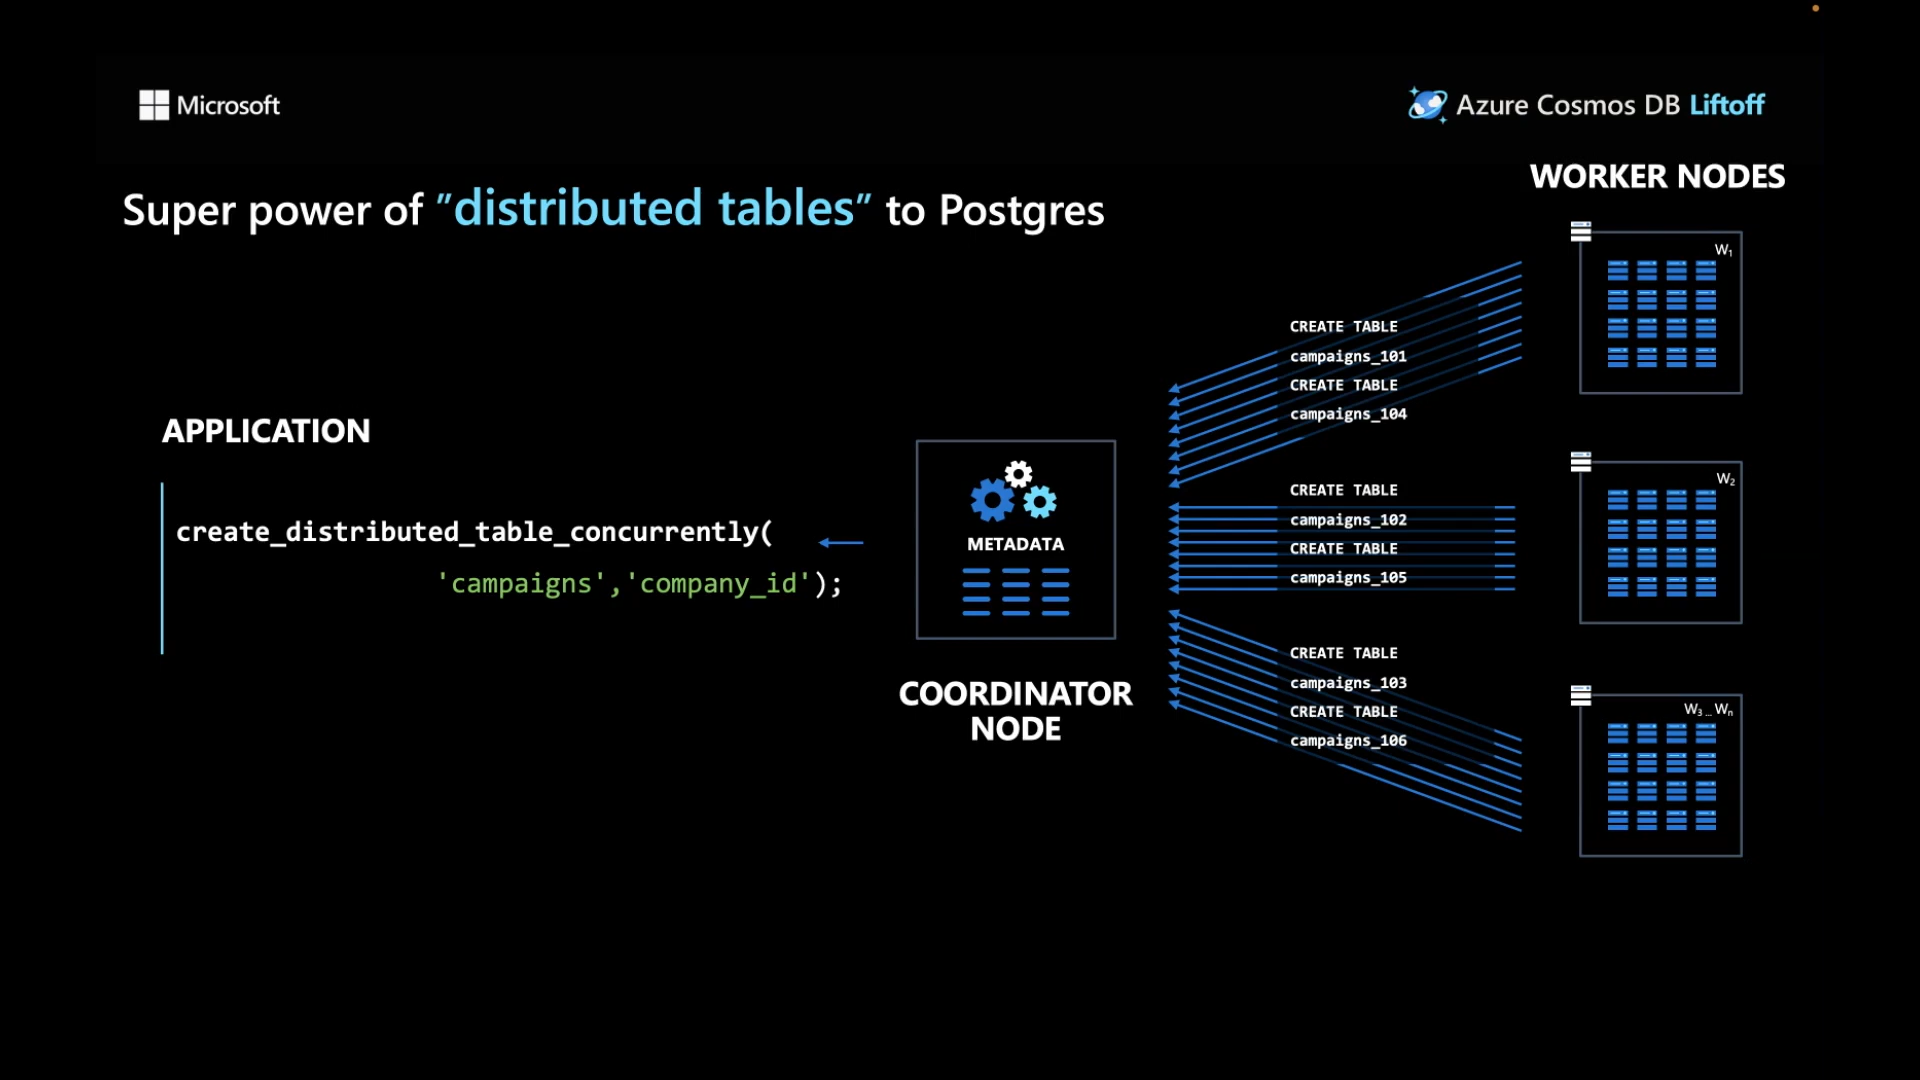 Microsoft
Azure Cosmos DB Liftoff
Super power of ”distributed tables” to Postgres
WORKER NODES
W1
CREATE TABLE
campaigns_101
CREATE TABLE
campaigns_104
APPLICATION
create_distributed_table_concurrently(
'campaigns','company_id');
METADATA
COORDINATOR
NODE
W2
CREATE TABLE
campaigns_102
CREATE TABLE
campaigns_105
CREATE TABLE
campaigns_103
CREATE TABLE
campaigns_106
W3 ... Wn